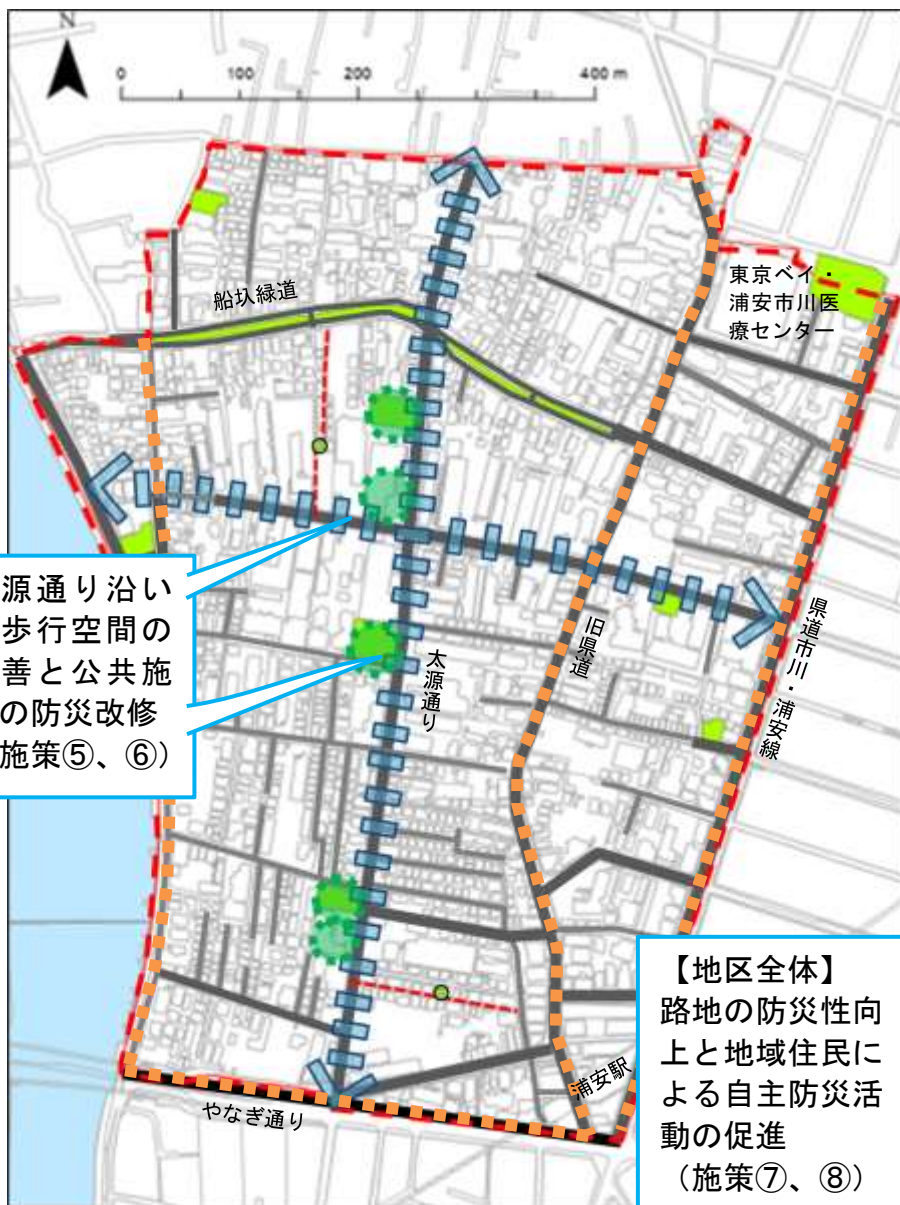 N
0 100 200 400 m
船圦緑道
東京ベイ・
浦安市川医
療センター
源通り沿い
歩行空間の
善と公共施
の防災改修
施策⑤、⑥）
太源通り
旧県道
県道市川・浦安線
【地区全体】
路地の防災性向
上と地域住民に
よる自主防災活
動の促進
（施策⑦、⑧）
浦安駅
やなぎ通り